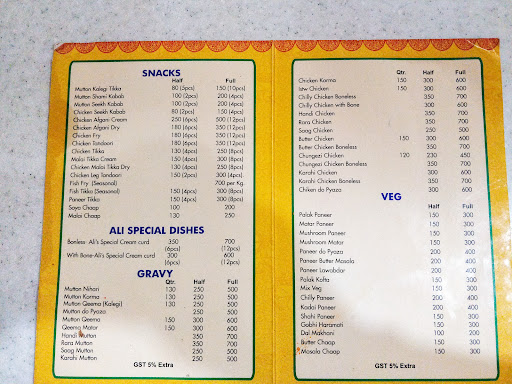 SNACKS
Half Full
Mutton Kalegi Tikka 80 (5pcs) 150 (10pcs)
Mutton Shami Kabab 100 (2pcs) 200 (4pcs)
Mutton Seekh Kabab 100 (2pcs) 200 (4pcs)
Chicken Seekh Kabab 80 (2pcs) 150 (4pcs)
Chicken Afgani Cream 250 (6pcs) 500 (12pcs)
Chicken Afgani Dry 180 (6pcs) 350 (12pcs)
Chicken Fry 180 (6pcs) 350 (12pcs)
Chicken Tandoori 180 (6pcs) 350 (12pcs)
Chicken Tikka 130 (4pcs) 250 (8pcs)
Malai Tikka Cream 150 (4pcs) 300 (8pcs)
Chicken Malai Tikka Dry 130 (4pcs) 250 (8pcs)
Chicken Leg Tandoori 150 (2pcs) 300 (4pcs)
Fish Fry (Seasonal) 700 per Kg.
Fish Tikka (Seasonal) 150 (4pcs) 300 (8pcs)
Paneer Tikka 150 (4pcs) 300 (8pcs)
Soya Chaap 100 200
Malai Chaap 130 250
ALI SPECIAL DISHES
Bonless- Ali's Special Cream curd 350 700
(6pcs) (12pcs)
With Bone-Ali's Special Cream curd 300 600
(6pcs) (12pcs)
GRAVY
Qtr. Half Full
Mutton Nihari 130 250 500
Mutton Korma 130 250 500
Mutton Qeema (Kalegi) 250 500
Mutton do Pyaza 250 500
Mutton Qeema 150 300 600
Qeema Matar 150 300 600
Handi Mutton 350 700
Rara Mutton 350 700
Saag Mutton 250 500
Karahi Mutton 250 500
GST 5% Extra
Qtr. Half Full
Chicken Korma 150 300 600
Istw Chicken 150 300 600
Chilly Chicken Boneless 350 700
Chilly Chicken with Bone 300 600
Handi Chicken 350 700
Rara Chicken 350 700
Saag Chicken 250 500
Butter Chicken 150 300 600
Butter Chicken Boneless 350 700
Chungezi Chicken 120 230 450
Chungezi Chicken Boneless 350 700
Karahi Chicken 300 600
Karahi Chicken Boneless 350 700
Chiken do Pyaza 300 600
VEG
Half Full
Palak Paneer 150 300
Matar Paneer 150 300
Mushroom Paneer 150 300
Mushroom Matar 150 300
Paneer do Pyaza 150 300
Paneer Butter Masala 150 300
Paneer Lawabdar 150 300
Palak Kofta 150 300
Mix Veg 150 300
Chilly Paneer 200 400
Kadai Paneer 200 400
Shahi Paneer 150 300
Gobhi Haramati 150 300
Dal Makhani 100 200
Butter Chaap 150 300
Masala Chaap 150 300
GST 5% Extra